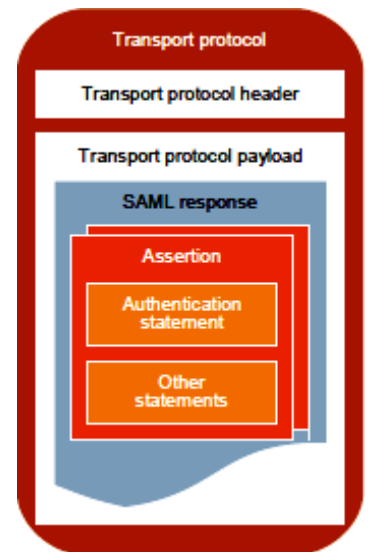 Transport protocol
Transport protocol header
Transport protocol payload
SAML response
Assertion
Authentication
statement
Other
statements